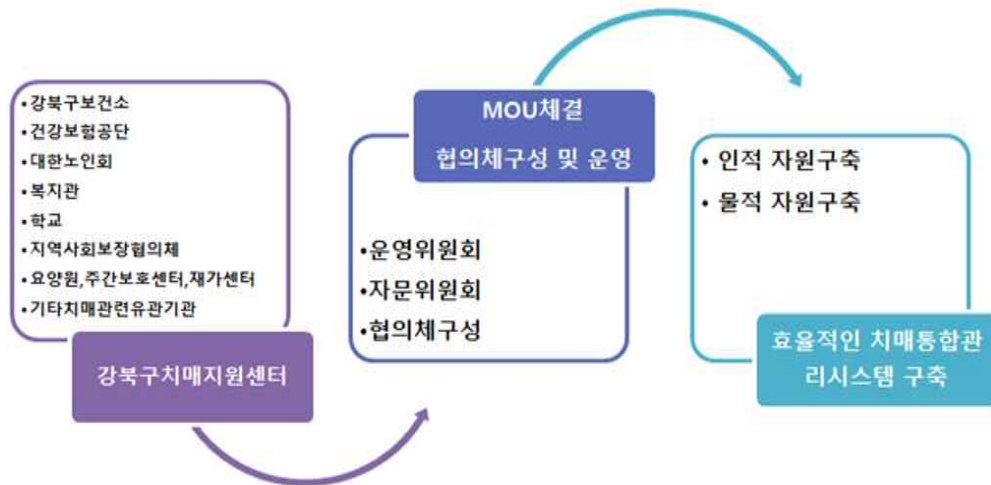 •강북구보건소
•건강보험공단
•대한노인회
•복지관
•학교
•지역사회보장협의체
•요양원,주간보호센터,재가센터
•기타치매관련유관기관
강북구치매지원센터
MOU체결
협의체구성 및 운영
•운영위원회
•자문위원회
•협의체구성
• 인적 자원구축
• 물적 자원구축
효율적인 치매통합관
리시스템 구축